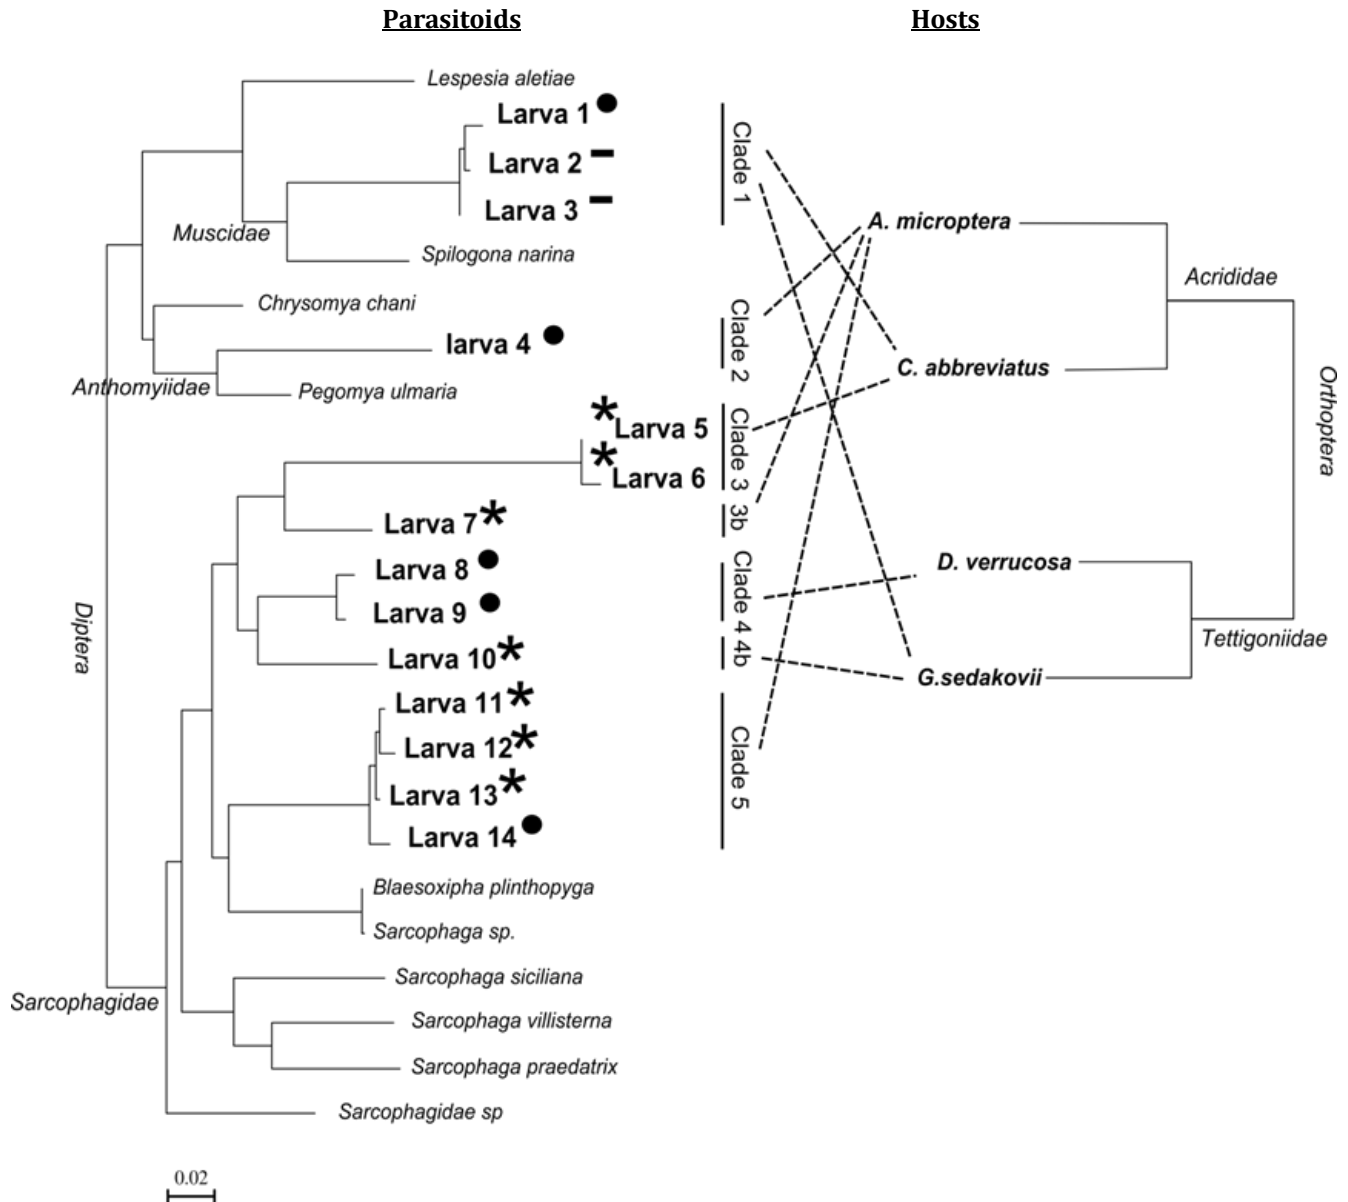 Parasitoids
Hosts
Lespesia aletiae
Larva 1
Larva 2
Larva 3
Muscidae
Spilogona narina
Chrysomya chani
larva 4
Anthomyiidae
Pegomya ulmaria
*Larva 5
*Larva 6
Larva 7*
Larva 8
Larva 9
Larva 10*
Larva 11*
Larva 12*
Larva 13*
Larva 14
Diptera
Blaesoxipha plinthopyga
Sarcophaga sp.
Sarcophaga siciliana
Sarcophagidae
Sarcophaga villisterna
Sarcophaga praedatrix
Sarcophagidae sp
0.02
Clade 1
Clade 2
Clade 3
3b
Clade 4
4b
Clade 5
A. microptera
Acrididae
C. abbreviatus
Orthoptera
D. verrucosa
Tettigoniidae
G.sedakovii